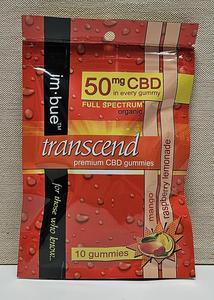 im·bue™
for those who know...
50mg CBD
in every gummy
FULL SPECTRUM
organic
transcend
premium CBD gummies
mango
raspberry lemonade
10 gummies